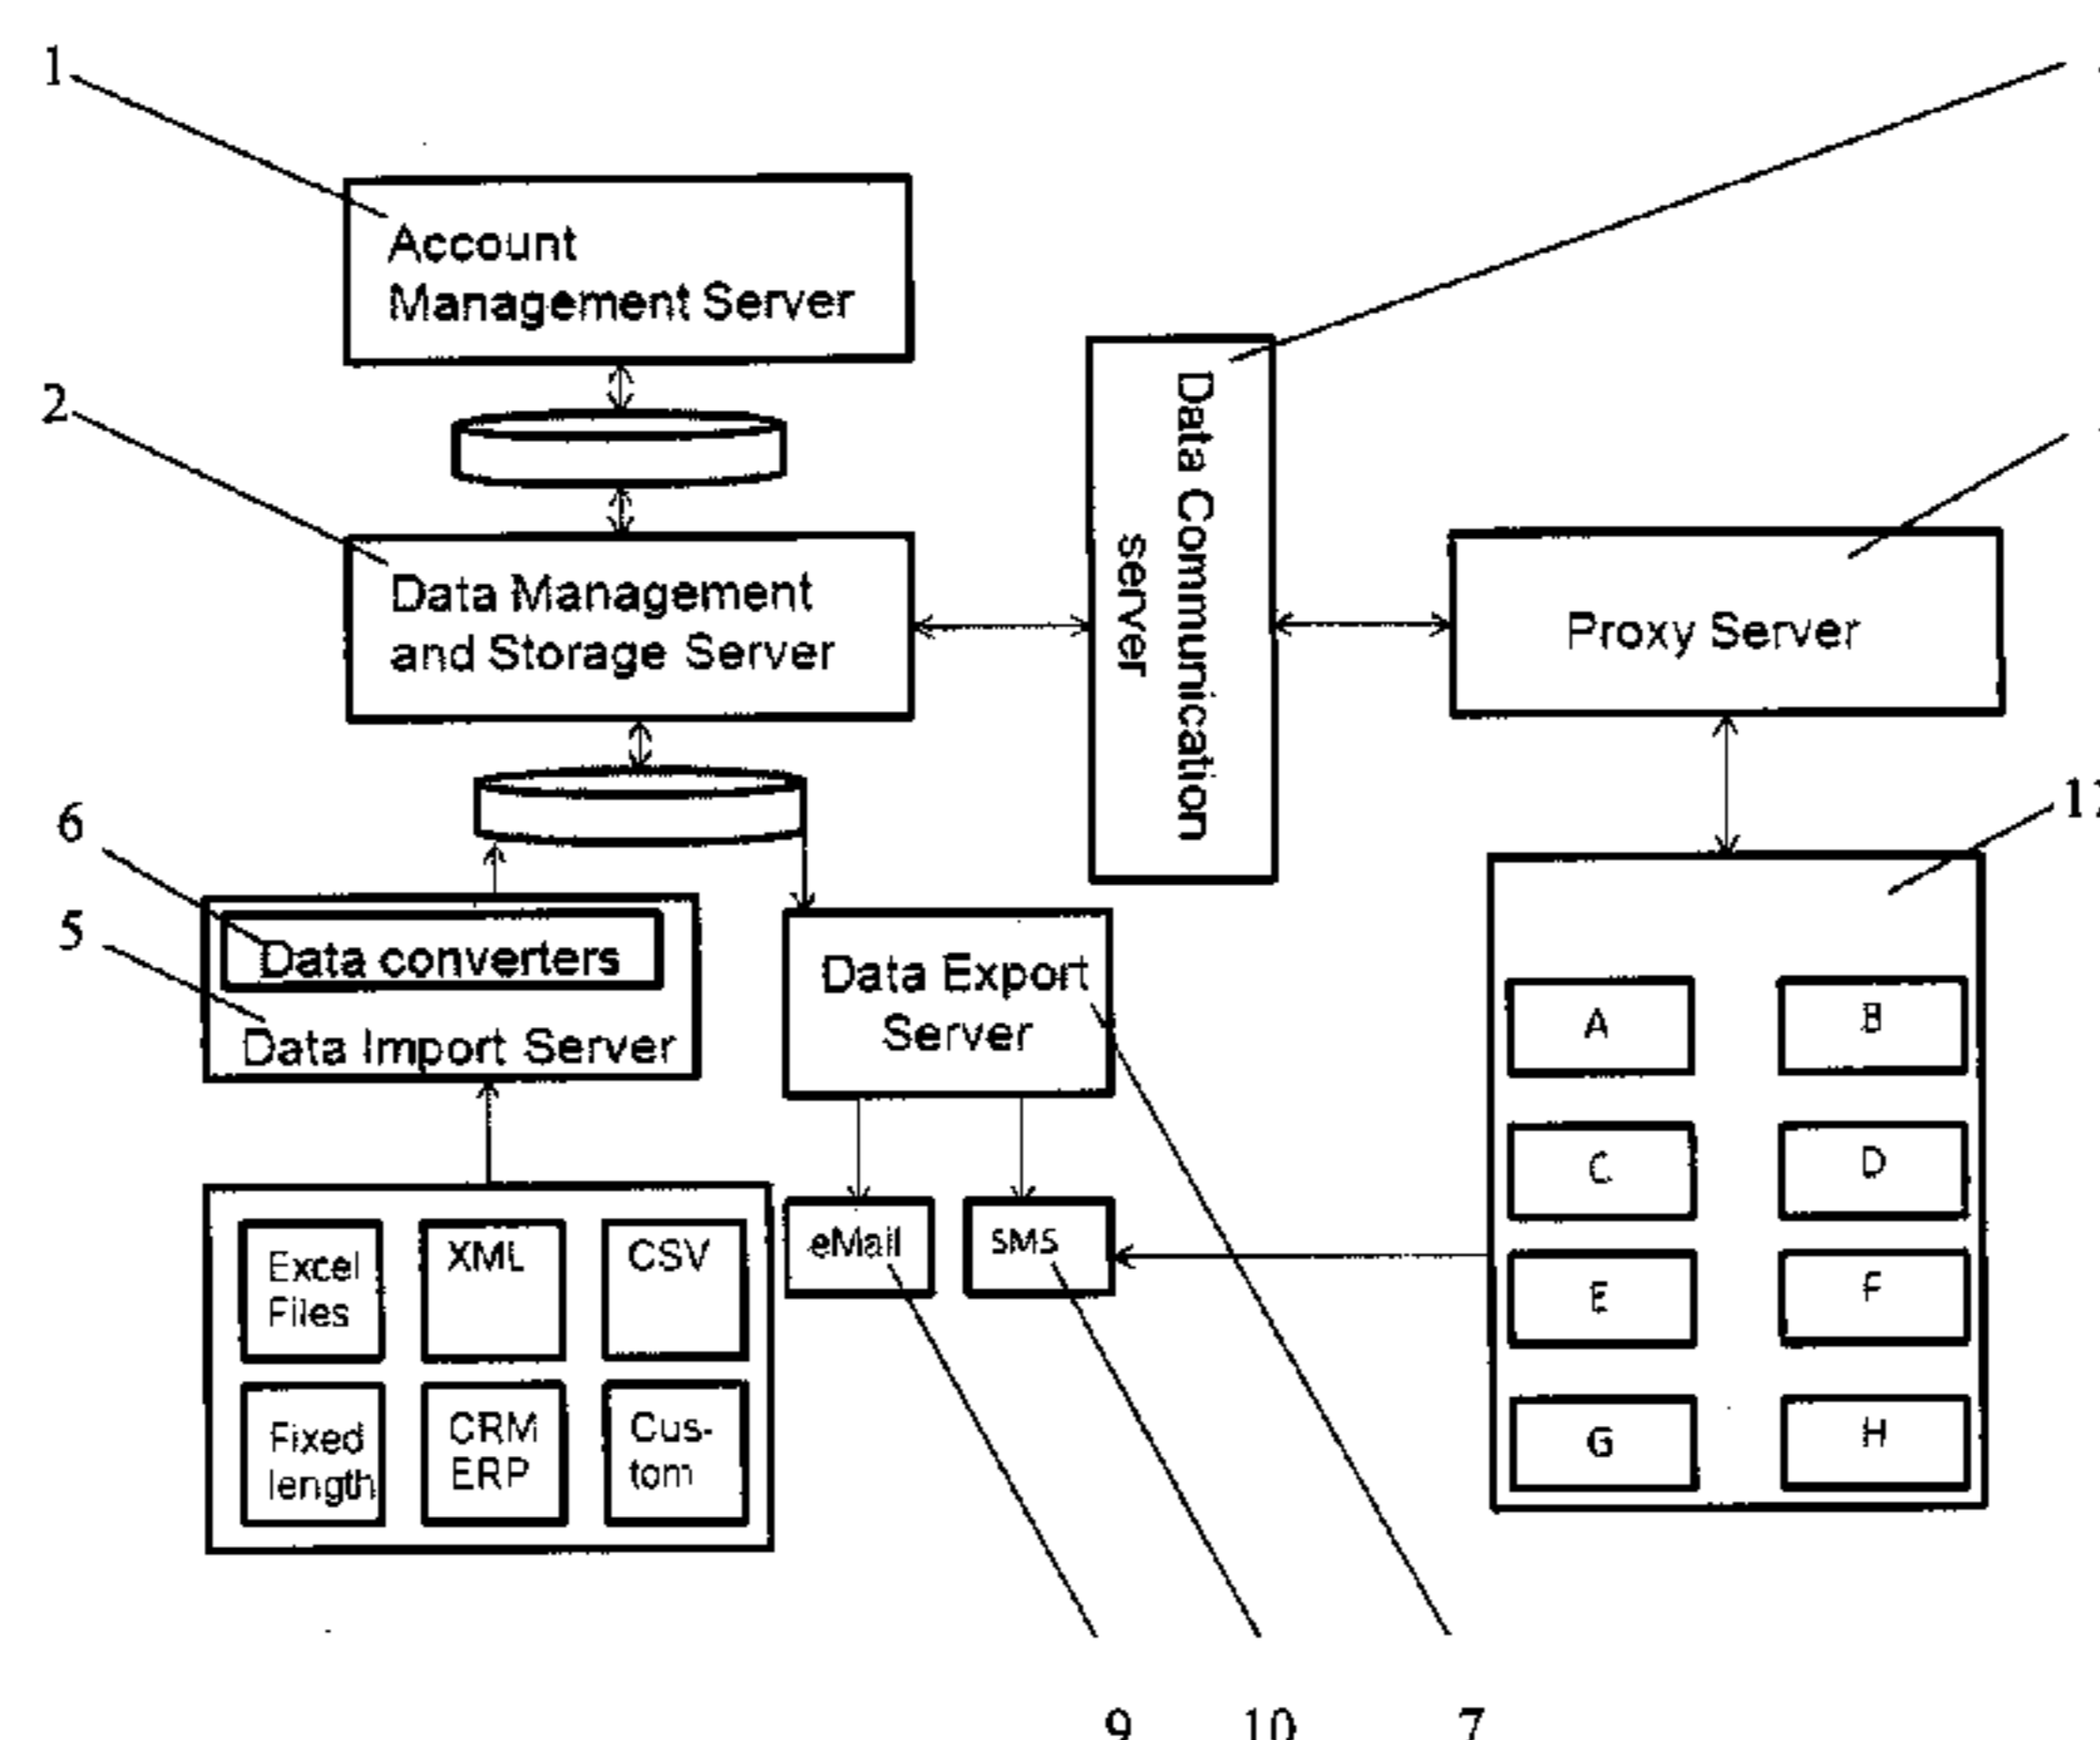 1
Account
Management Server
2
Data Management
and Storage Server
Data Communication
server
Proxy Server
6
Data converters
5
Data Import Server
Data Export
Server
A
B
C
D
E
F
G
H
eMail
SMS
Excel
Files
XML
CSV
Fixed
length
CRM
ERP
Cus-
tom
9
10
7